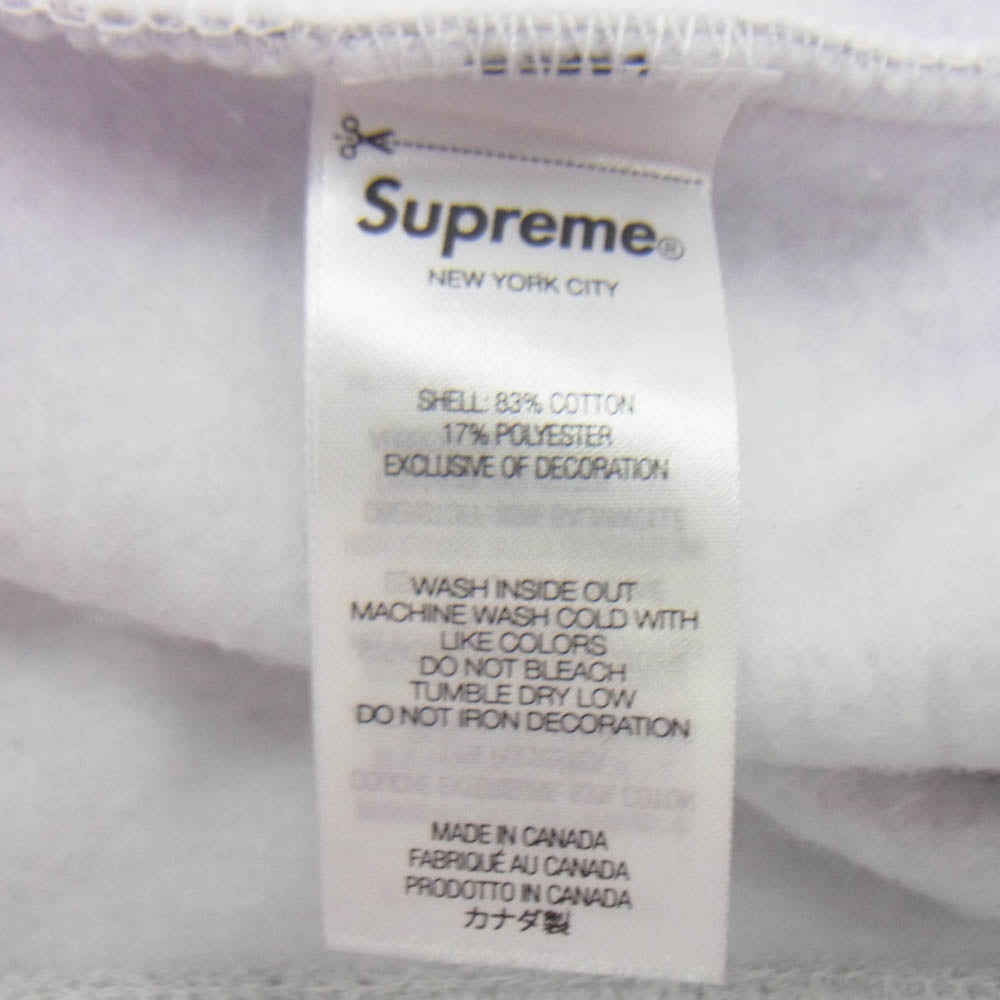 Supreme®
NEW YORK CITY
SHELL: 83% COTTON
17% POLYESTER
EXCLUSIVE OF DECORATION
WASH INSIDE OUT
MACHINE WASH COLD WITH
LIKE COLORS
DO NOT BLEACH
TUMBLE DRY LOW
DO NOT IRON DECORATION
MADE IN CANADA
FABRIQUÉ AU CANADA
PRODOTTO IN CANADA
カナダ製